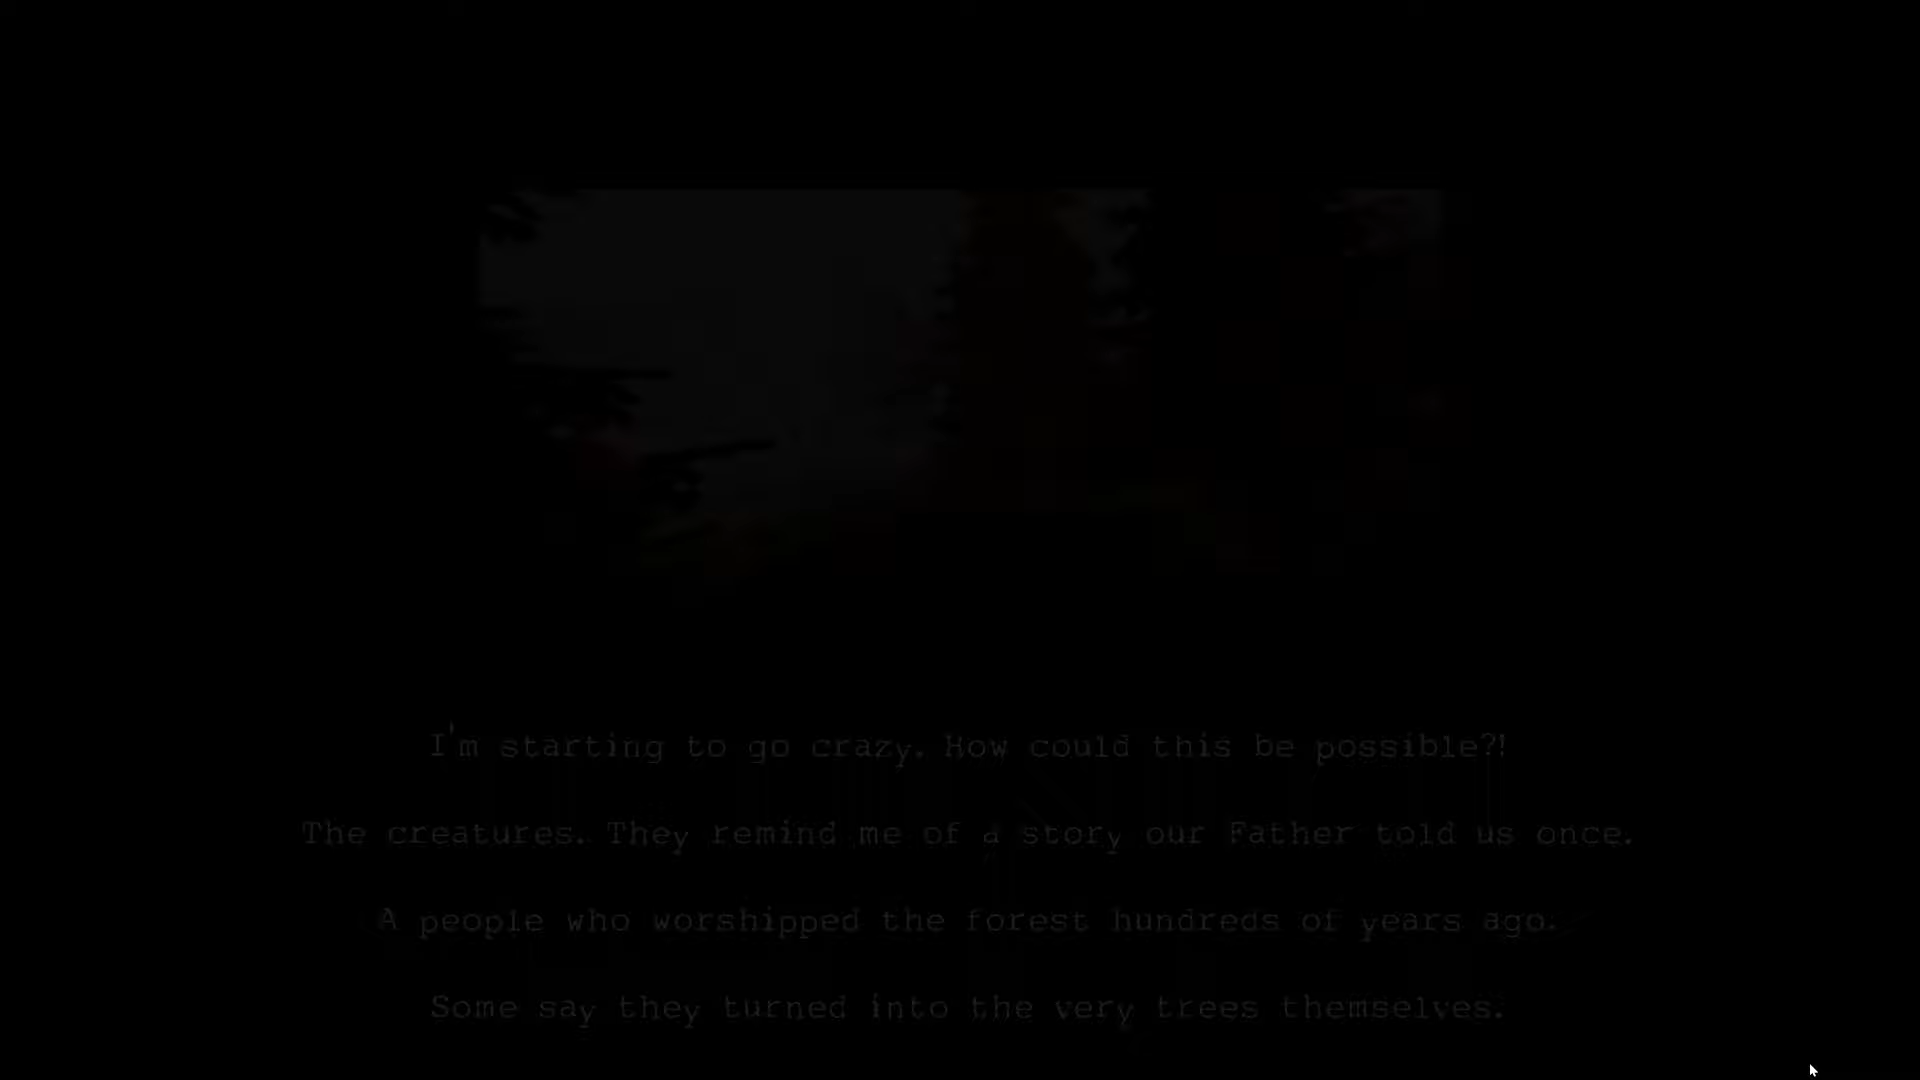 I'm starting to go crazy. How could this be possible?!
The creatures. They remind me of a story our Father told us once.
A people who worshipped the forest hundreds of years ago.
Some say they turned into the very trees themselves.